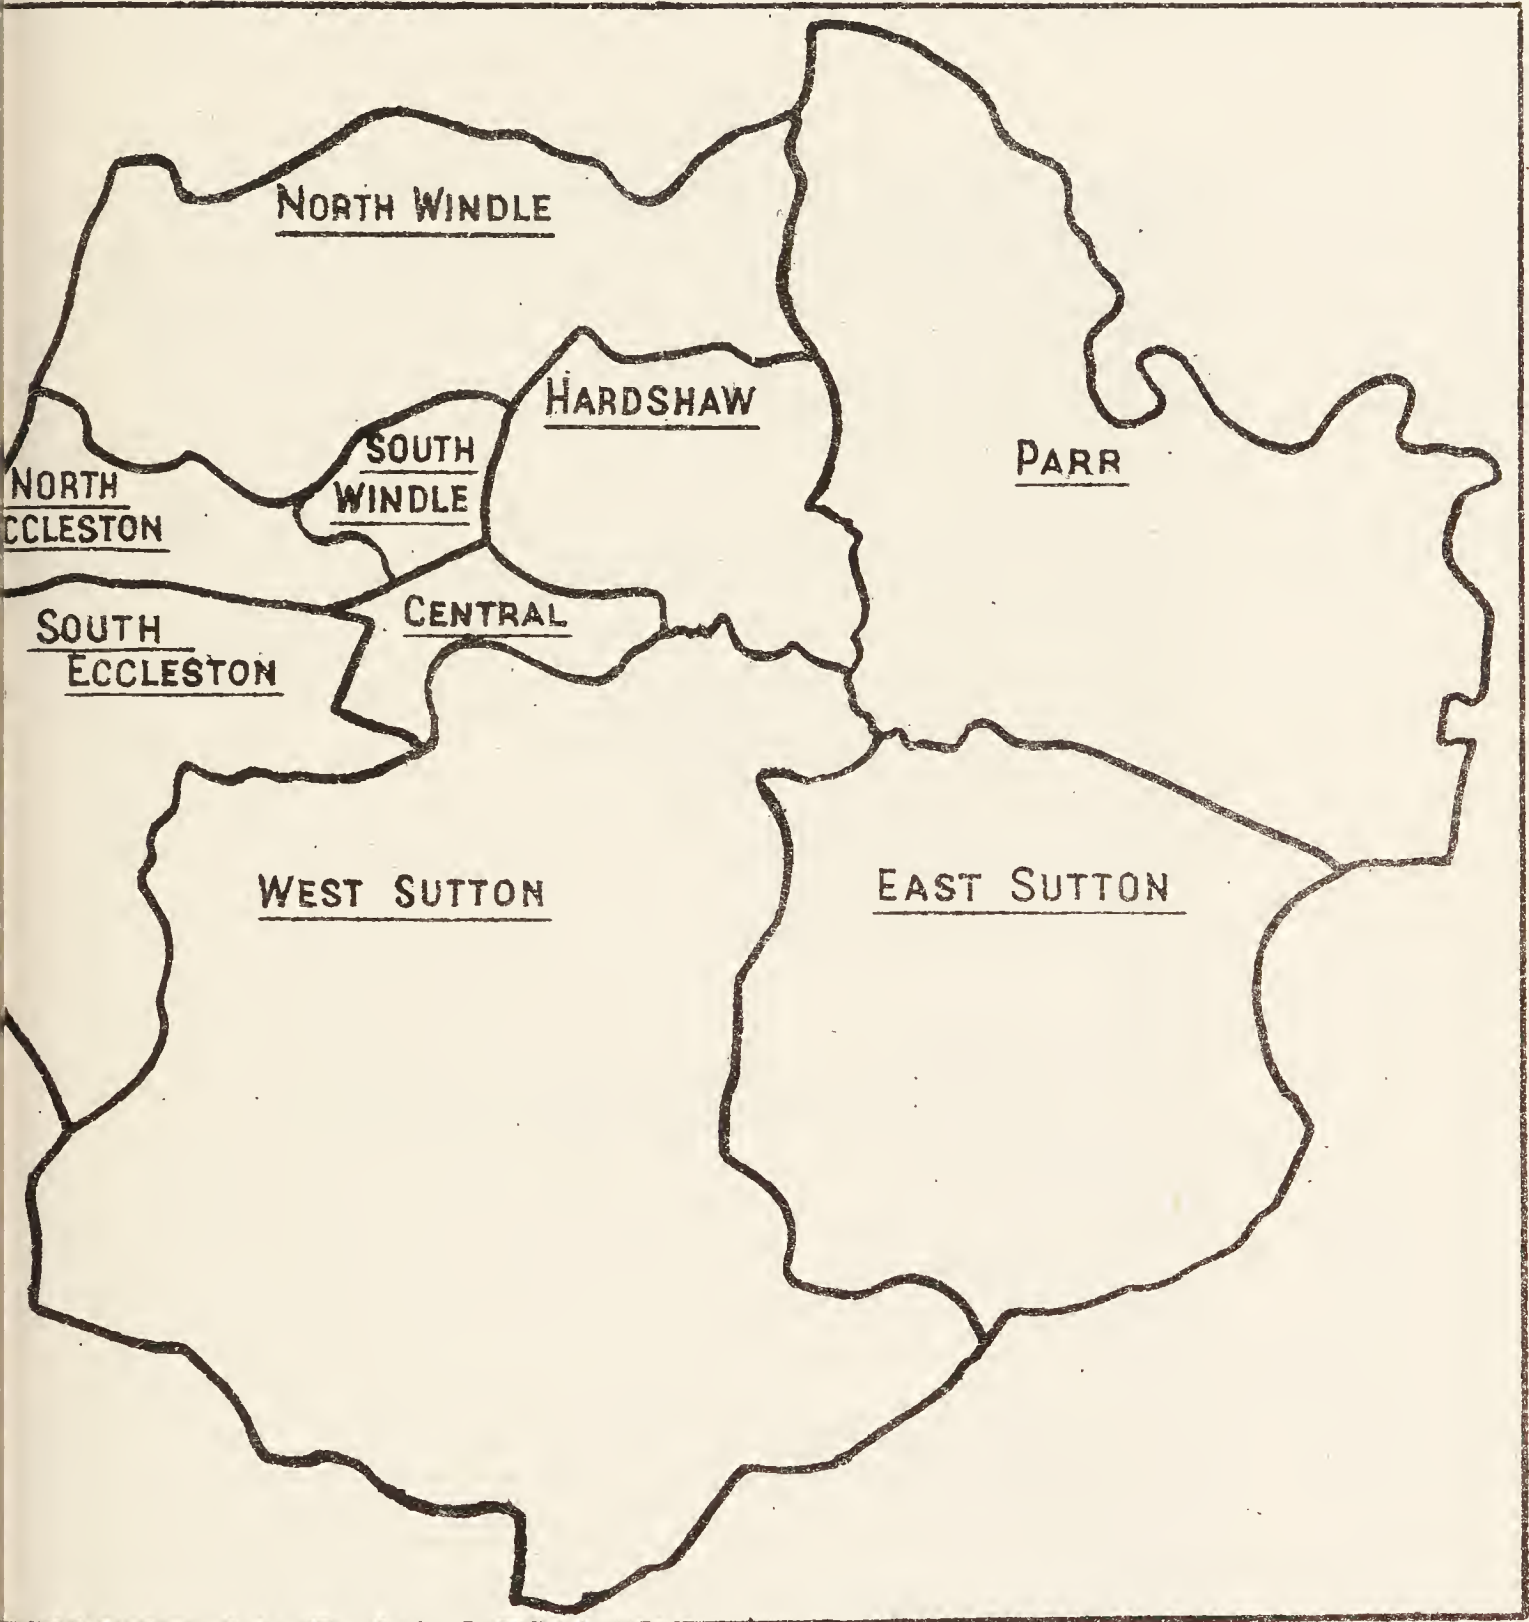 NORTH WINDLE
HARDSHAW
SOUTH
WINDLE
PARR
NORTH
CCLESTON
CENTRAL
SOUTH
ECCLESTON
WEST SUTTON
EAST SUTTON